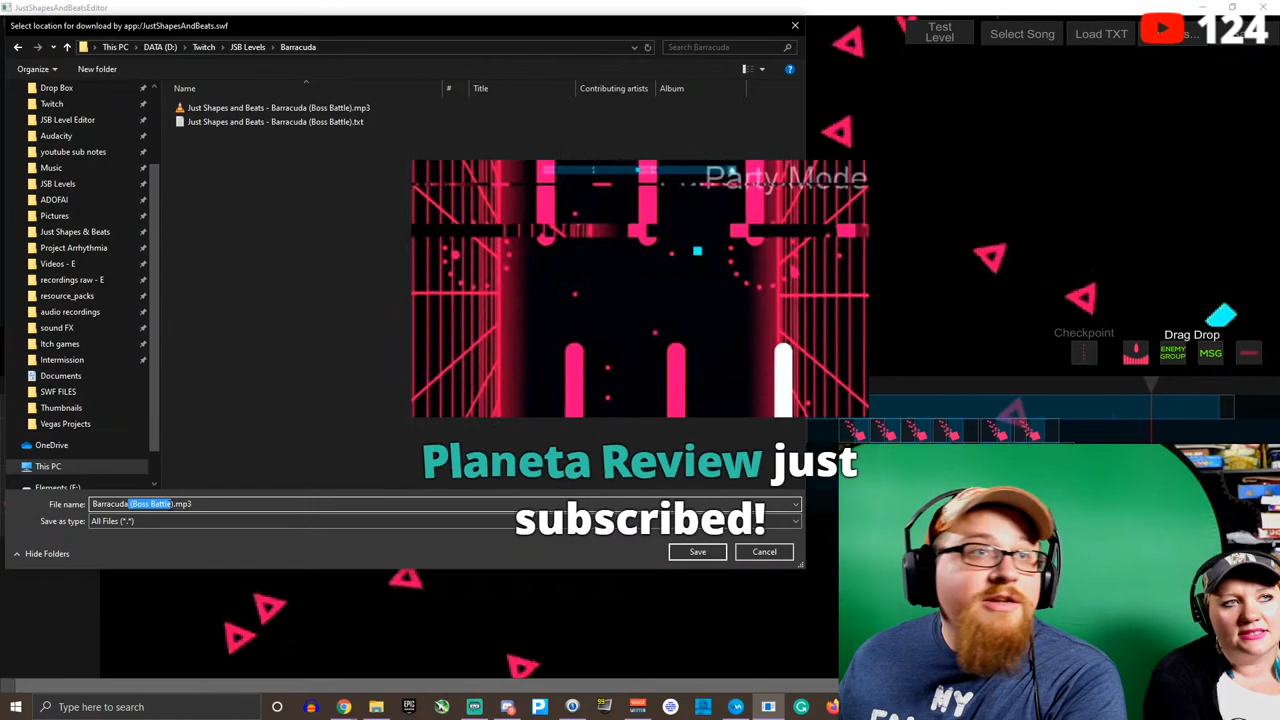 JustShapesAndBeatsEditor
Select location for download by app:/JustShapesAndBeats.swf
This PC > DATA (D:) > Twitch > JSB Levels > Barracuda
Search Barracuda
Organize
New folder
Name
#
Title
Contributing artists
Album
Drop Box
Twitch
JSB Level Editor
Audacity
youtube sub notes
Music
JSB Levels
ADOFAI
Pictures
Just Shapes & Beats
Project Arrhythmia
Videos - E
recordings raw - E
resource_packs
audio recordings
sound FX
Itch games
Intermission
Documents
SWF FILES
Thumbnails
Vegas Projects
OneDrive
This PC
Elements (F:)
Just Shapes and Beats - Barracuda (Boss Battle).mp3
Just Shapes and Beats - Barracuda (Boss Battle).txt
Party Mode
Planeta Review just
subscribed!
File name:
Barracuda (Boss Battle).mp3
Save as type:
All Files (*.*)
Hide Folders
Save
Cancel
Test
Level
Select Song
Load TXT
124
Checkpoint
Drag Drop
ENEMY
GROUP
MSG
MY
Type here to search